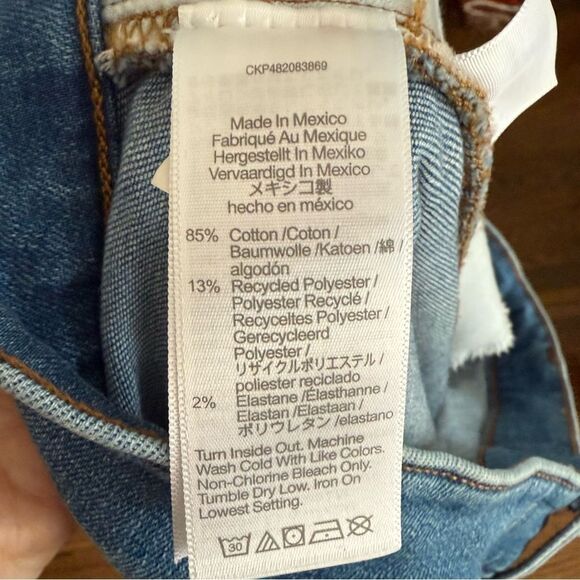 CKP482083869
Made In Mexico
Fabriqué Au Mexique
Hergestellt In Mexiko
Vervaardigd In Mexico
メキシコ製
hecho en méxico
85% Cotton /Coton /
Baumwolle /Katoen /綿 /
algodón
13% Recycled Polyester /
Polyester Recyclé /
Recyceltes Polyester /
Gerecycleerd
Polyester /
リサイクルポリエステル /
poliester reciclado
2% Elastane /Élasthanne /
Elastan /Elastaan /
ポリウレタン /elastano
Turn Inside Out. Machine
Wash Cold With Like Colors.
Non-Chlorine Bleach Only.
Tumble Dry Low. Iron On
Lowest Setting.
30